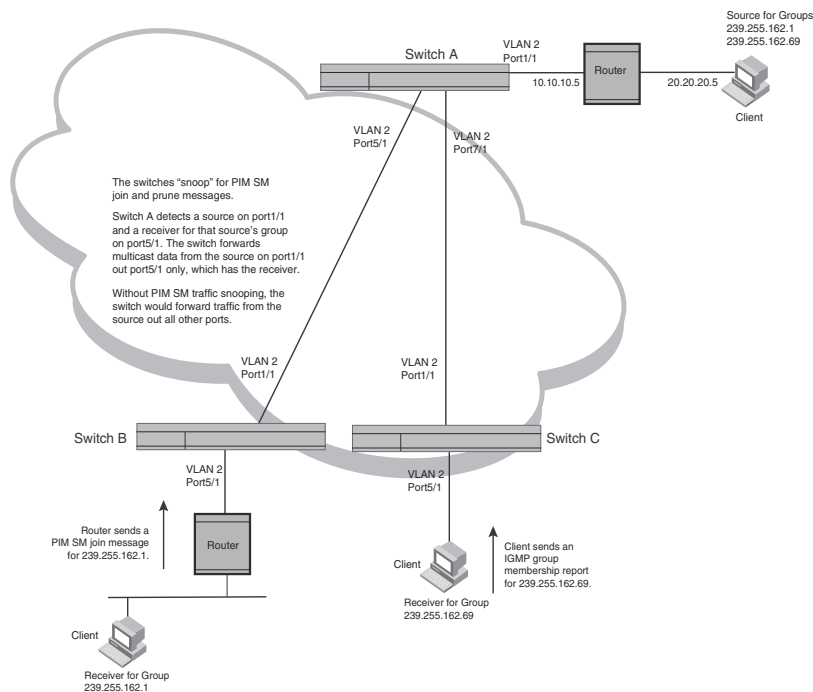 Source for Groups
239.255.162.1
239.255.162.69
VLAN 2
Port1/1
Switch A
Router
10.10.10.5
20.20.20.5
Client
VLAN 2
Port5/1
VLAN 2
Port7/1
The switches “snoop” for PIM SM
join and prune messages.
Switch A detects a source on port1/1
and a receiver for that source's group
on port5/1. The switch forwards
multicast data from the source on port1/1
out port5/1 only, which has the receiver.
Without PIM SM traffic snooping, the
switch would forward traffic from the
source out all other ports.
VLAN 2
Port1/1
VLAN 2
Port1/1
Switch B
Switch C
VLAN 2
Port5/1
VLAN 2
Port5/1
Router sends a
PIM SM join message
for 239.255.162.1.
Router
Client
Client sends an
IGMP group
membership report
for 239.255.162.69.
Receiver for Group
239.255.162.69
Client
Receiver for Group
239.255.162.1